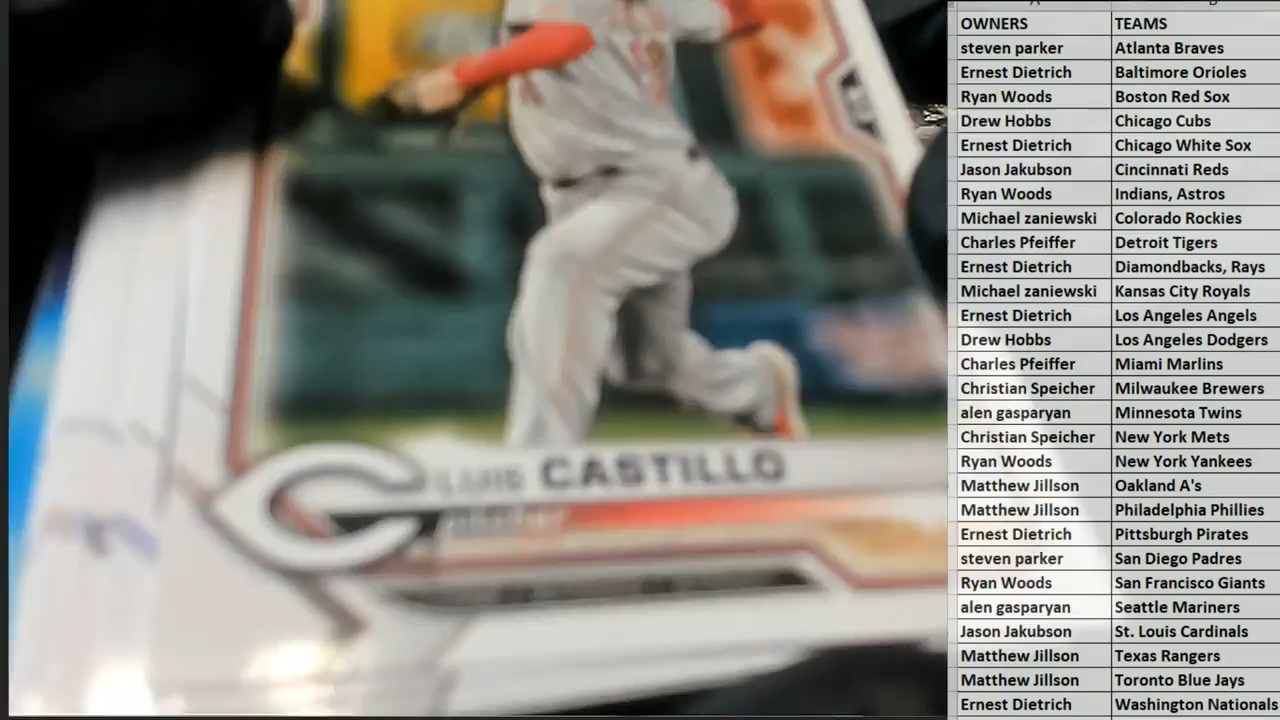 LUIS CASTILLO
pitcher
OWNERS TEAMS
steven parker Atlanta Braves
Ernest Dietrich Baltimore Orioles
Ryan Woods Boston Red Sox
Drew Hobbs Chicago Cubs
Ernest Dietrich Chicago White Sox
Jason Jakubson Cincinnati Reds
Ryan Woods Indians, Astros
Michael zaniewski Colorado Rockies
Charles Pfeiffer Detroit Tigers
Ernest Dietrich Diamondbacks, Rays
Michael zaniewski Kansas City Royals
Ernest Dietrich Los Angeles Angels
Drew Hobbs Los Angeles Dodgers
Charles Pfeiffer Miami Marlins
Christian Speicher Milwaukee Brewers
alen gasparyan Minnesota Twins
Christian Speicher New York Mets
Ryan Woods New York Yankees
Matthew Jillson Oakland A's
Matthew Jillson Philadelphia Phillies
Ernest Dietrich Pittsburgh Pirates
steven parker San Diego Padres
Ryan Woods San Francisco Giants
alen gasparyan Seattle Mariners
Jason Jakubson St. Louis Cardinals
Matthew Jillson Texas Rangers
Matthew Jillson Toronto Blue Jays
Ernest Dietrich Washington Nationals